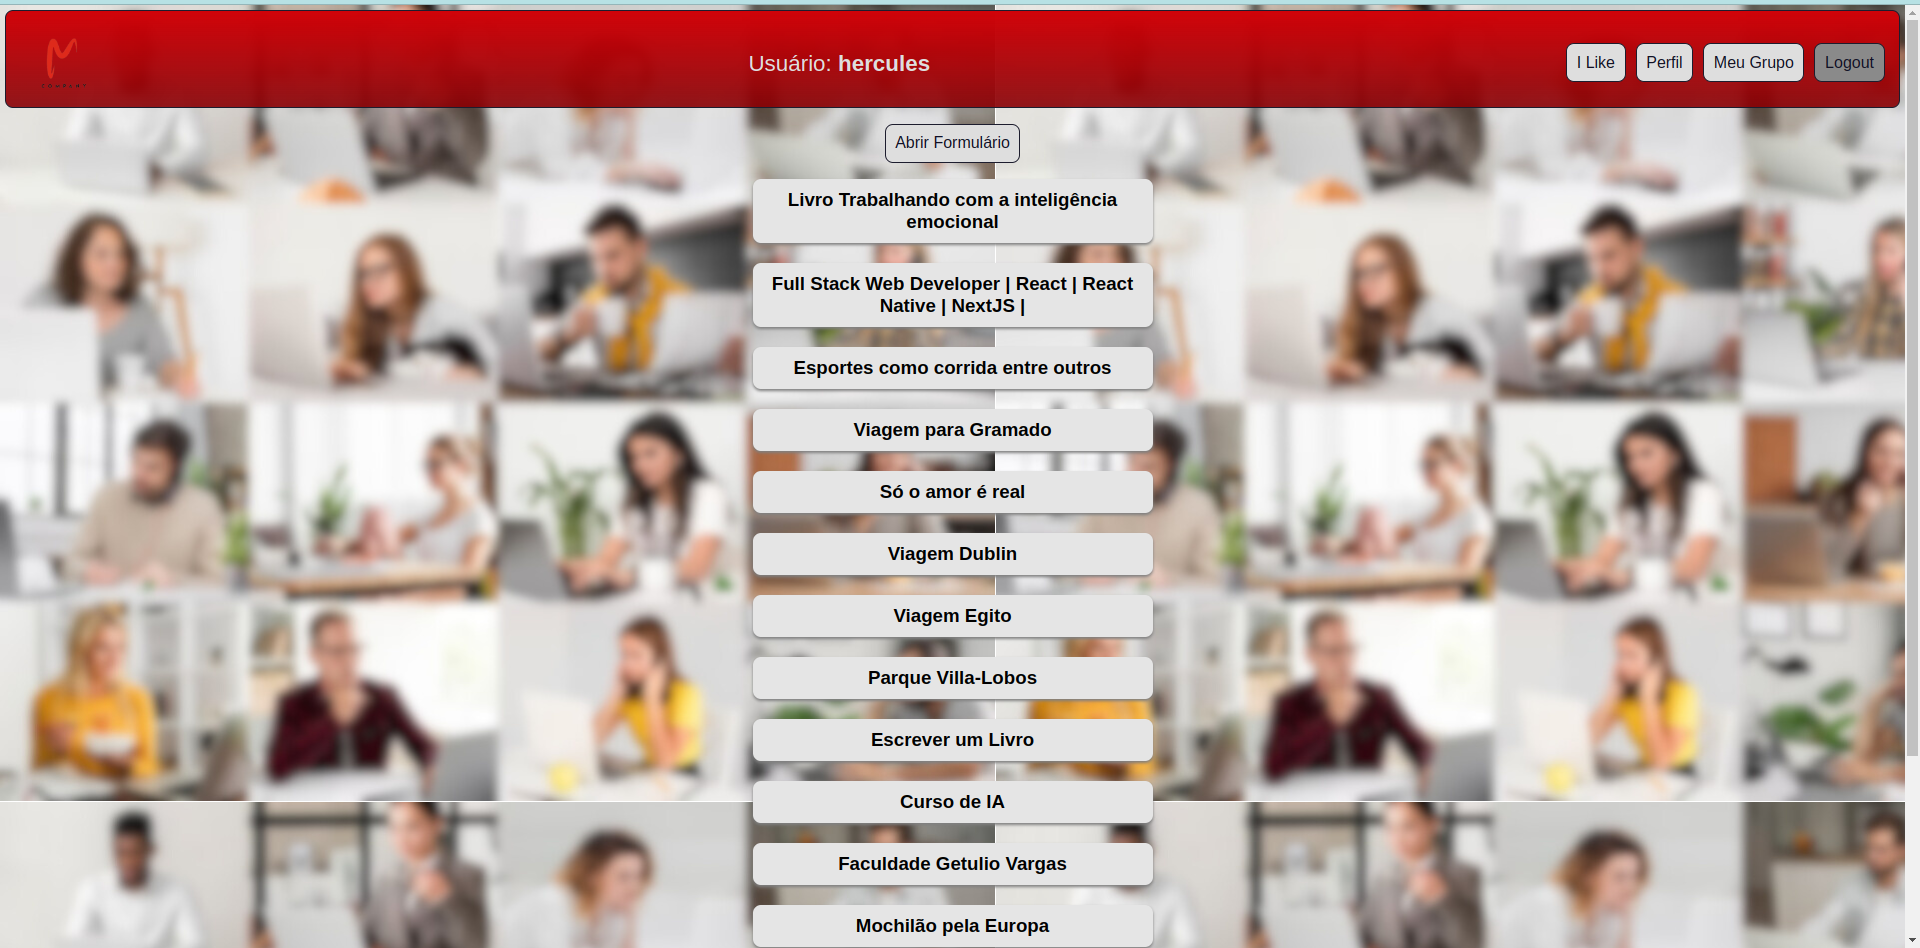 COMPANY
Usuário: hercules
I Like
Perfil
Meu Grupo
Logout
Abrir Formulário
Livro Trabalhando com a inteligência
emocional
Full Stack Web Developer | React | React
Native | NextJS |
Esportes como corrida entre outros
Viagem para Gramado
Só o amor é real
Viagem Dublin
Viagem Egito
Parque Villa-Lobos
Escrever um Livro
Curso de IA
Faculdade Getulio Vargas
Mochilão pela Europa